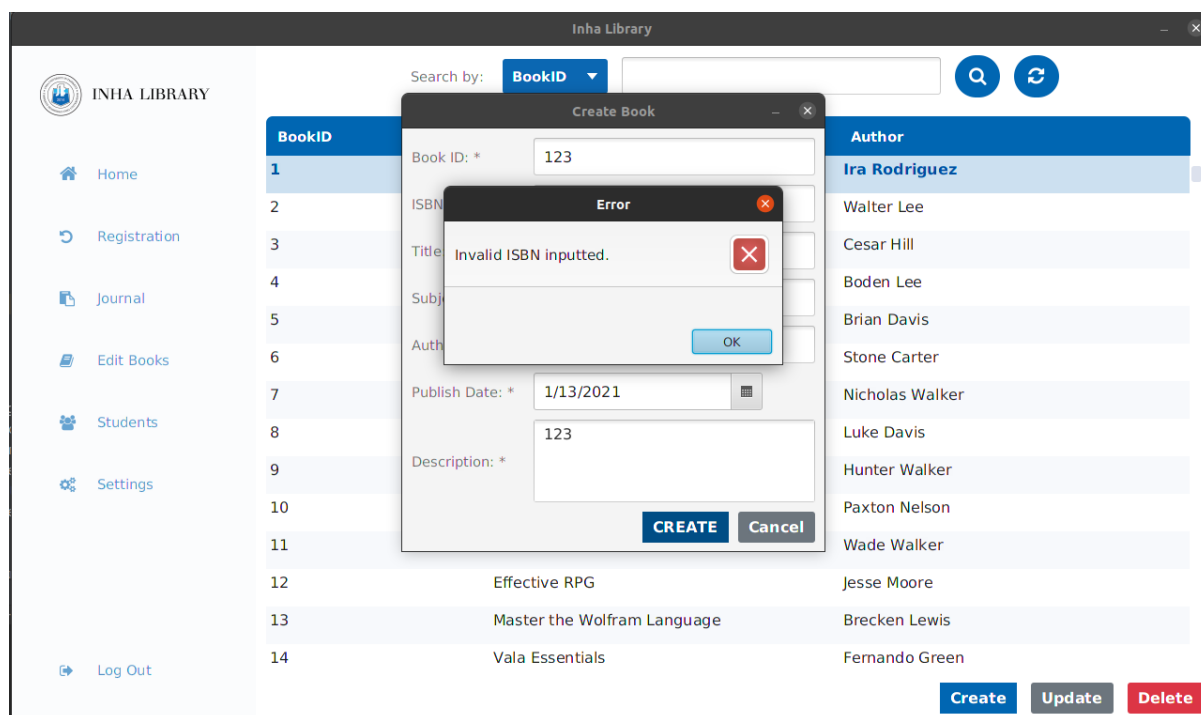 Inha Library
INHA LIBRARY
Search by: BookID
Home
Registration
Journal
Edit Books
Students
Settings
Log Out
BookID Author
1 Ira Rodriguez
2 Walter Lee
3 Cesar Hill
4 Boden Lee
5 Brian Davis
6 Stone Carter
7 Nicholas Walker
8 Luke Davis
9 Hunter Walker
10 Paxton Nelson
11 Wade Walker
12 Effective RPG Jesse Moore
13 Master the Wolfram Language Brecken Lewis
14 Vala Essentials Fernando Green
Create Book
Book ID: * 123
ISBN
Title
Subj
Auth
Publish Date: * 1/13/2021
Description: * 123
CREATE Cancel
Error
Invalid ISBN inputted.
OK
Create Update Delete